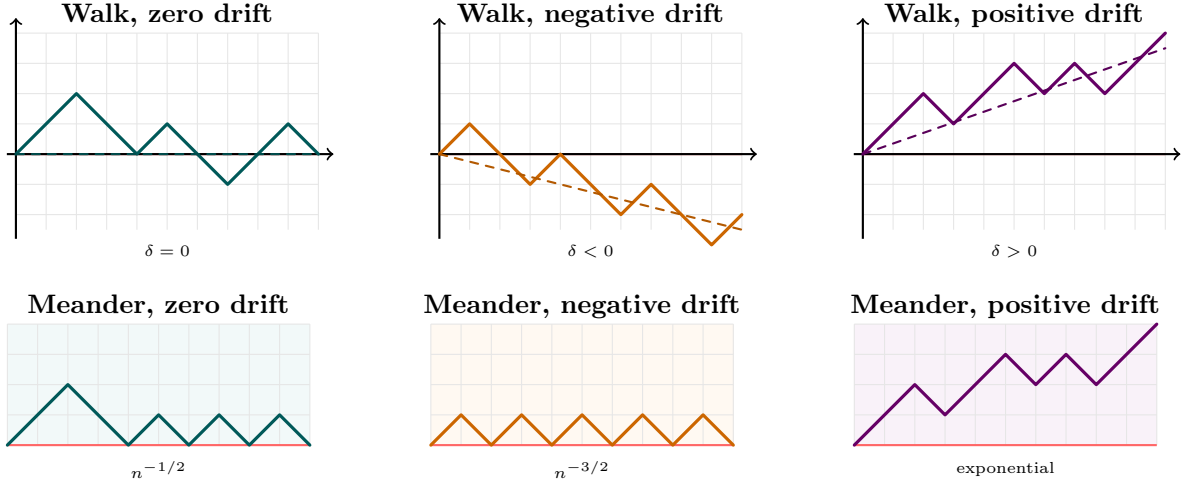 Walk, zero drift
Walk, negative drift
Walk, positive drift
δ = 0
δ < 0
δ > 0
Meander, zero drift
Meander, negative drift
Meander, positive drift
n^{-1/2}
n^{-3/2}
exponential